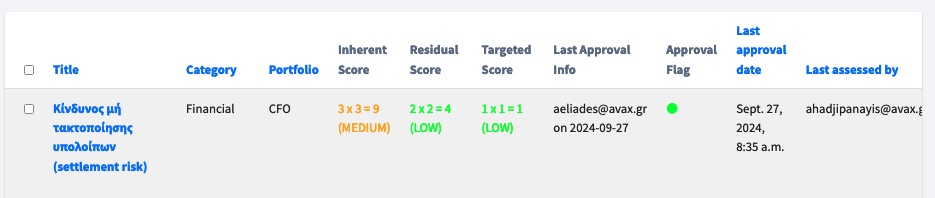 Title
Category
Portfolio
Inherent
Score
Residual
Score
Targeted
Score
Last Approval
Info
Approval
Flag
Last
approval
date
Last assessed by
Κίνδυνος μή
τακτοποίησης
υπολοίπων
(settlement risk)
Financial
CFO
3 x 3 = 9
(MEDIUM)
2 x 2 = 4
(LOW)
1 x 1 = 1
(LOW)
aeliades@avax.gr
on 2024-09-27
Sept. 27,
2024,
8:35 a.m.
ahadjipanayis@avax.g